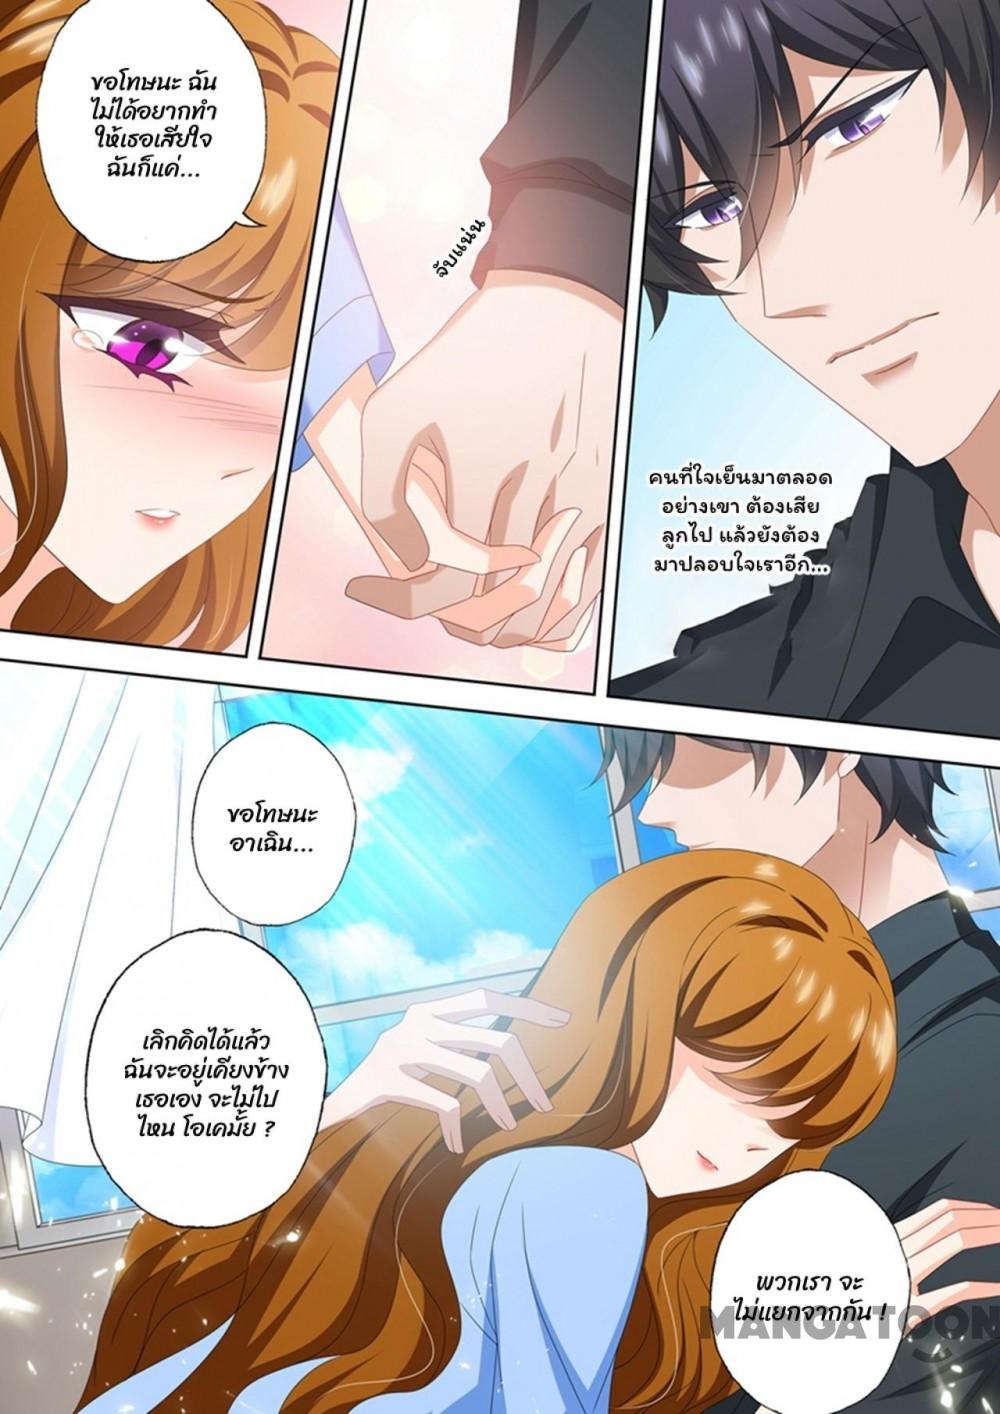 ขอโทษนะ ฉัน
ไม่ได้อยากทำ
ให้เธอเสียใจ
ฉันก็แค่...
จับแน่น
คนที่ใจเย็นมาตลอด
อย่างเขา ต้องเสีย
ลูกไป แล้วยังต้อง
มาปลอบใจเราอีก...
ขอโทษนะ
อาเฉิน...
เลิกคิดได้แล้ว
ฉันจะอยู่เคียงข้าง
เธอเอง จะไม่ไป
ไหน โอเคมั้ย ?
พวกเรา จะ
ไม่แยกจากกัน !
MANGATOON